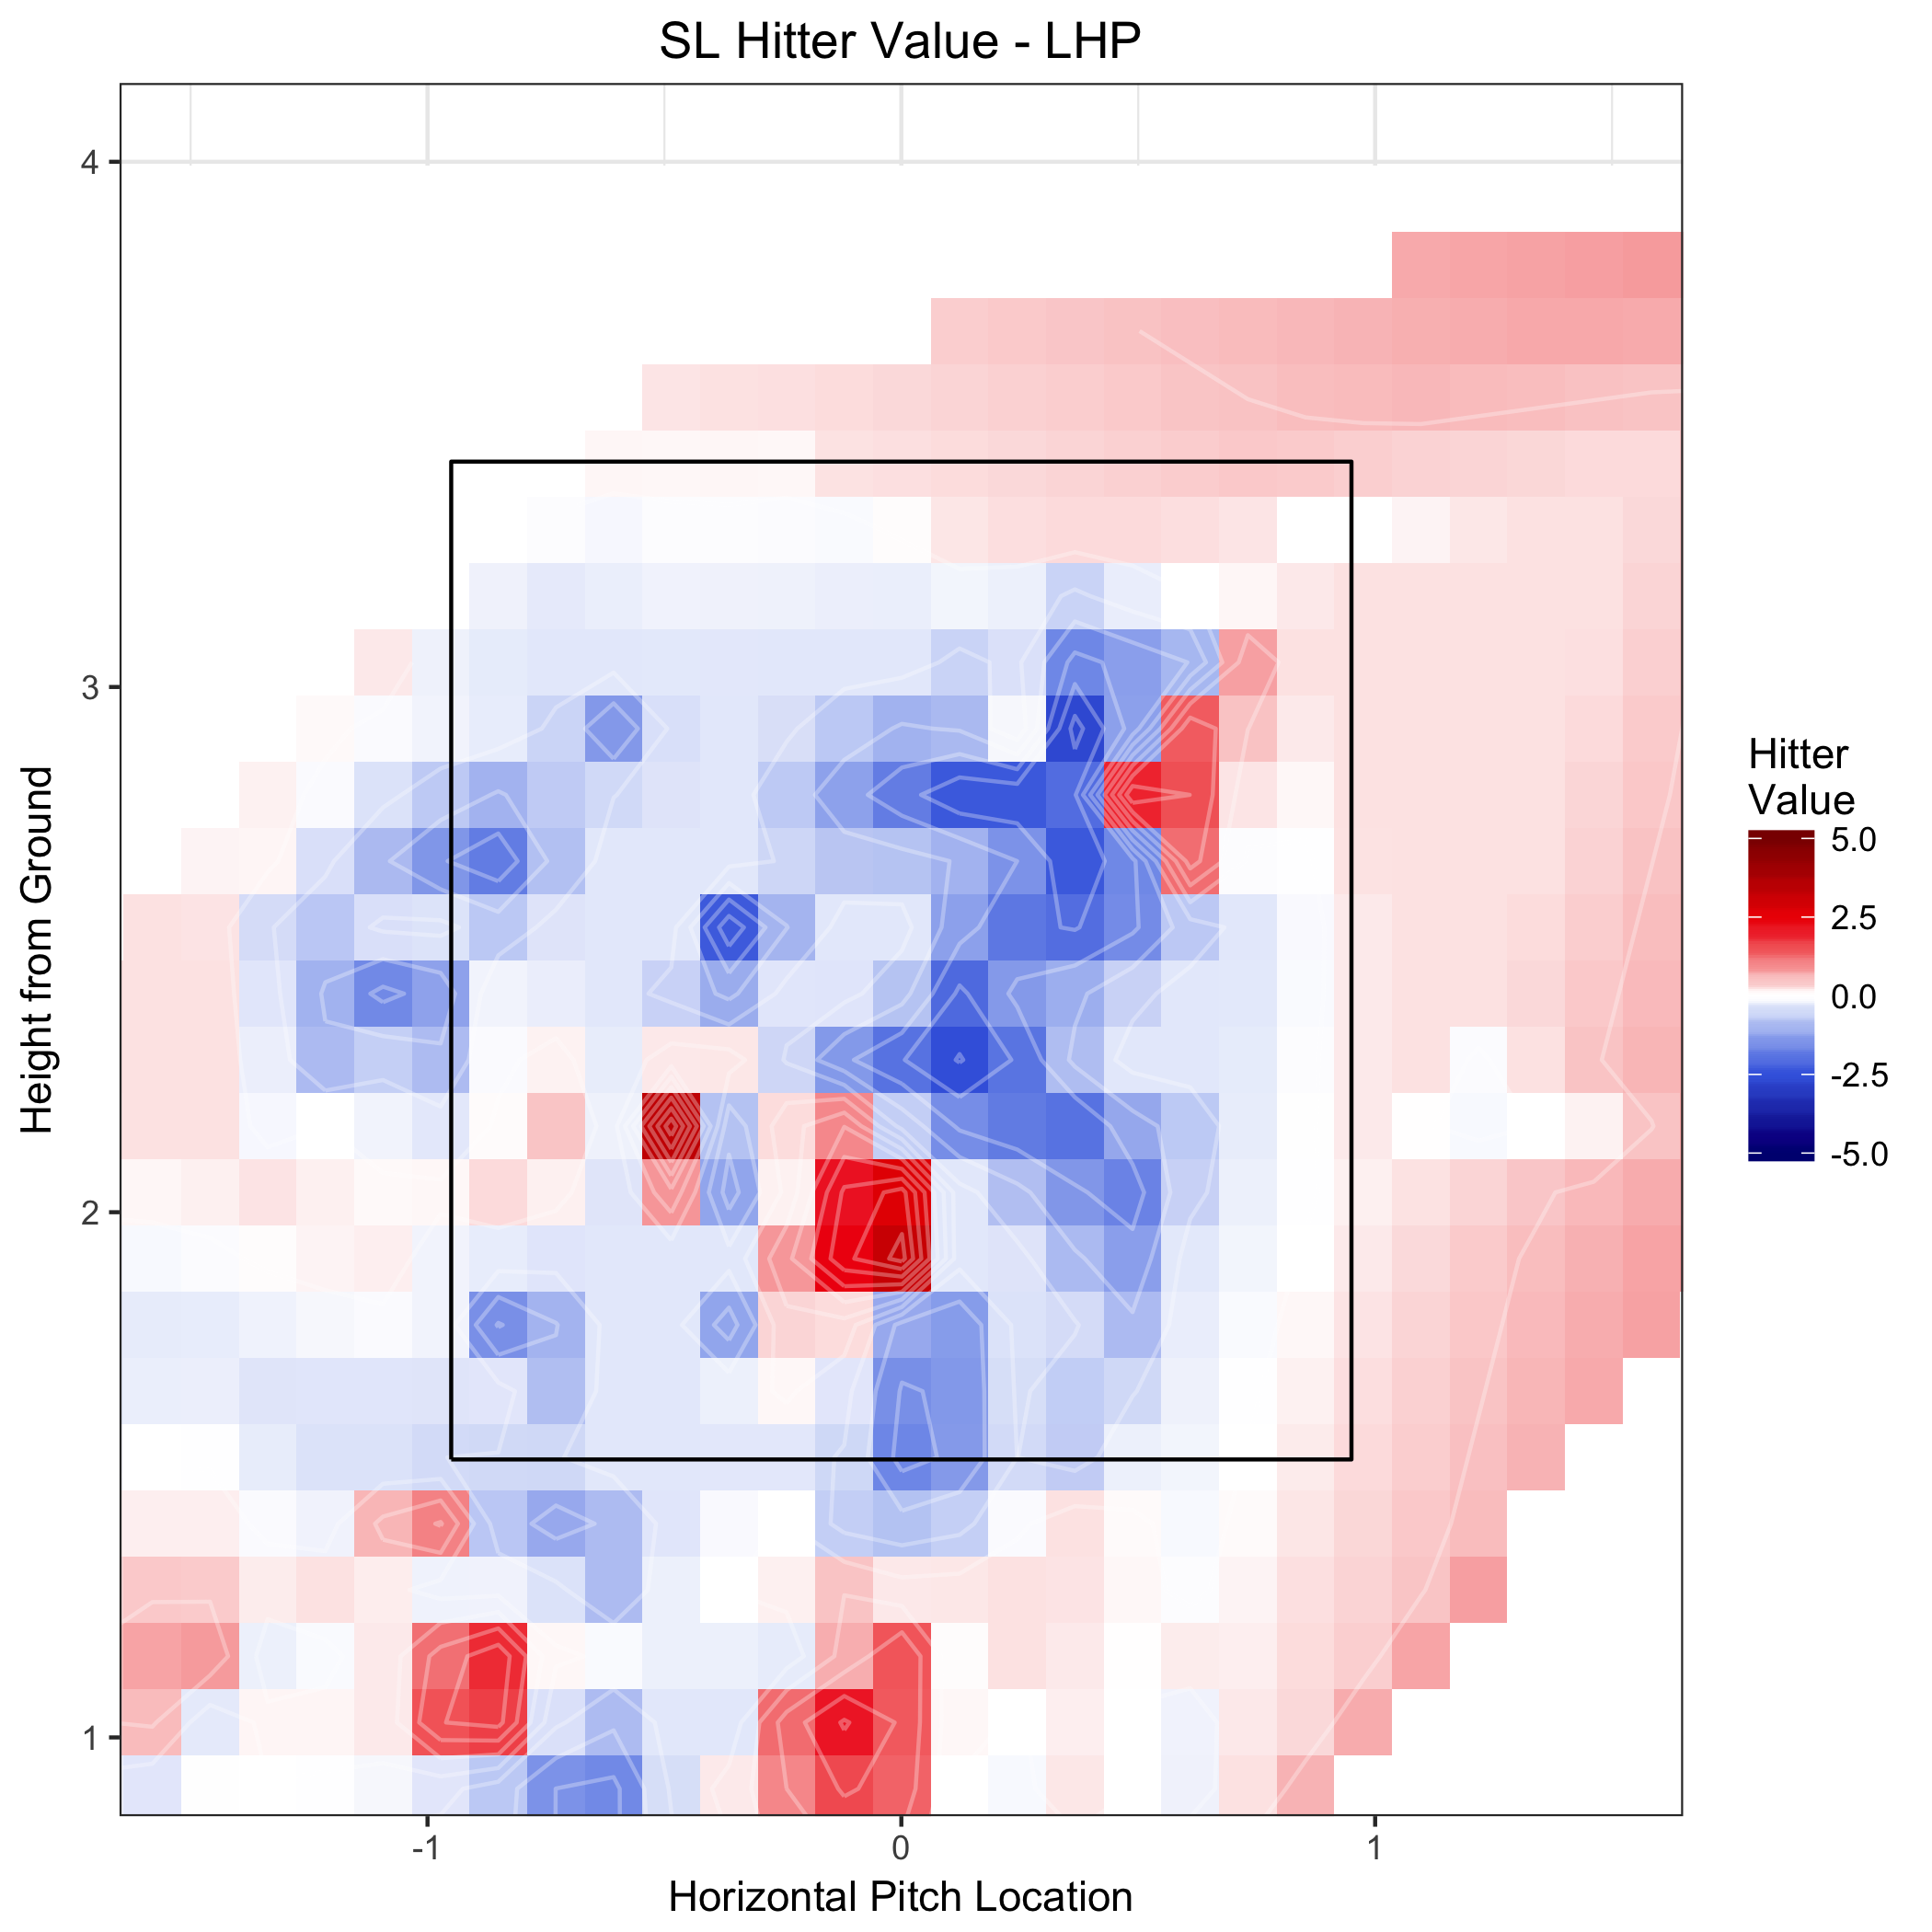 SL Hitter Value - LHP
4
3
2
1
Height from Ground
-1
0
1
Horizontal Pitch Location
Hitter
Value
5.0
2.5
0.0
-2.5
-5.0